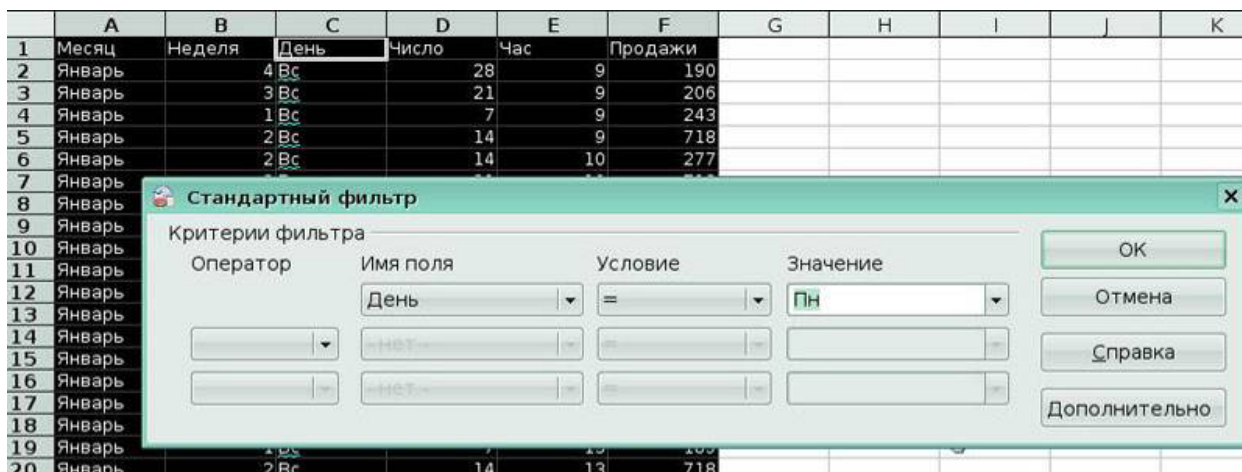 A B C D E F G H I J K
1 Месяц Неделя День Число Час Продажи
2 Январь 4 Вс 28 9 190
3 Январь 3 Вс 21 9 206
4 Январь 1 Вс 7 9 243
5 Январь 2 Вс 14 9 718
6 Январь 2 Вс 14 10 277
7 Январь
Стандартный фильтр
8 Январь
9 Январь
Критерии фильтра
10 Январь
OK
Оператор Имя поля Условие Значение
11 Январь
12 Январь
День = Пн
Отмена
13 Январь
14 Январь
-нет- =
15 Январь
Справка
16 Январь
-нет- =
17 Январь
Дополнительно
18 Январь
19 Январь
20 Январь 2 Вс 14 13 718